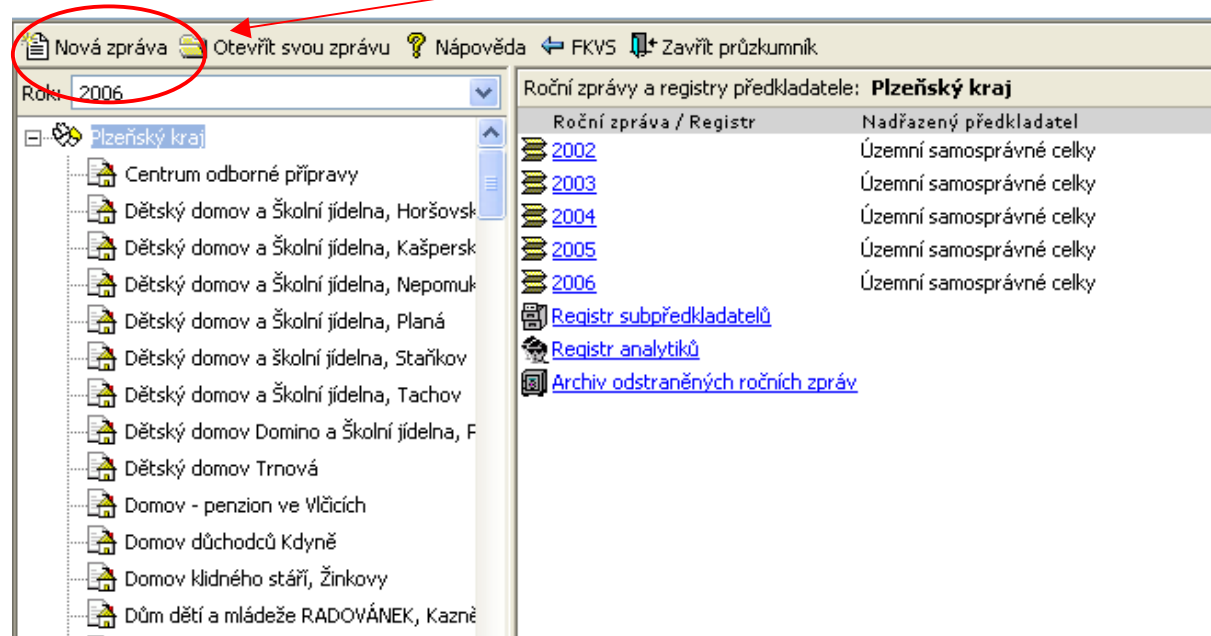 Nová zpráva Otevřít svou zprávu Nápověda FKVS Zavřít průzkumník
Rok: 2006
Plzeňský kraj
Centrum odborné přípravy
Dětský domov a Školní jídelna, Horšovsk
Dětský domov a Školní jídelna, Kašpersk
Dětský domov a Školní jídelna, Nepomuk
Dětský domov a Školní jídelna, Planá
Dětský domov a školní jídelna, Staňkov
Dětský domov a Školní jídelna, Tachov
Dětský domov Domino a Školní jídelna, P
Dětský domov Trnová
Domov - penzion ve Vlčicích
Domov důchodců Kdyně
Domov klidného stáří, Žinkovy
Dům dětí a mládeže RADOVÁNEK, Kazně
Roční zprávy a registry předkladatele: Plzeňský kraj
Roční zpráva / Registr Nadřazený předkladatel
2002 Územní samosprávné celky
2003 Územní samosprávné celky
2004 Územní samosprávné celky
2005 Územní samosprávné celky
2006 Územní samosprávné celky
Registr subpředkladatelů
Registr analytiků
Archiv odstraněných ročních zpráv